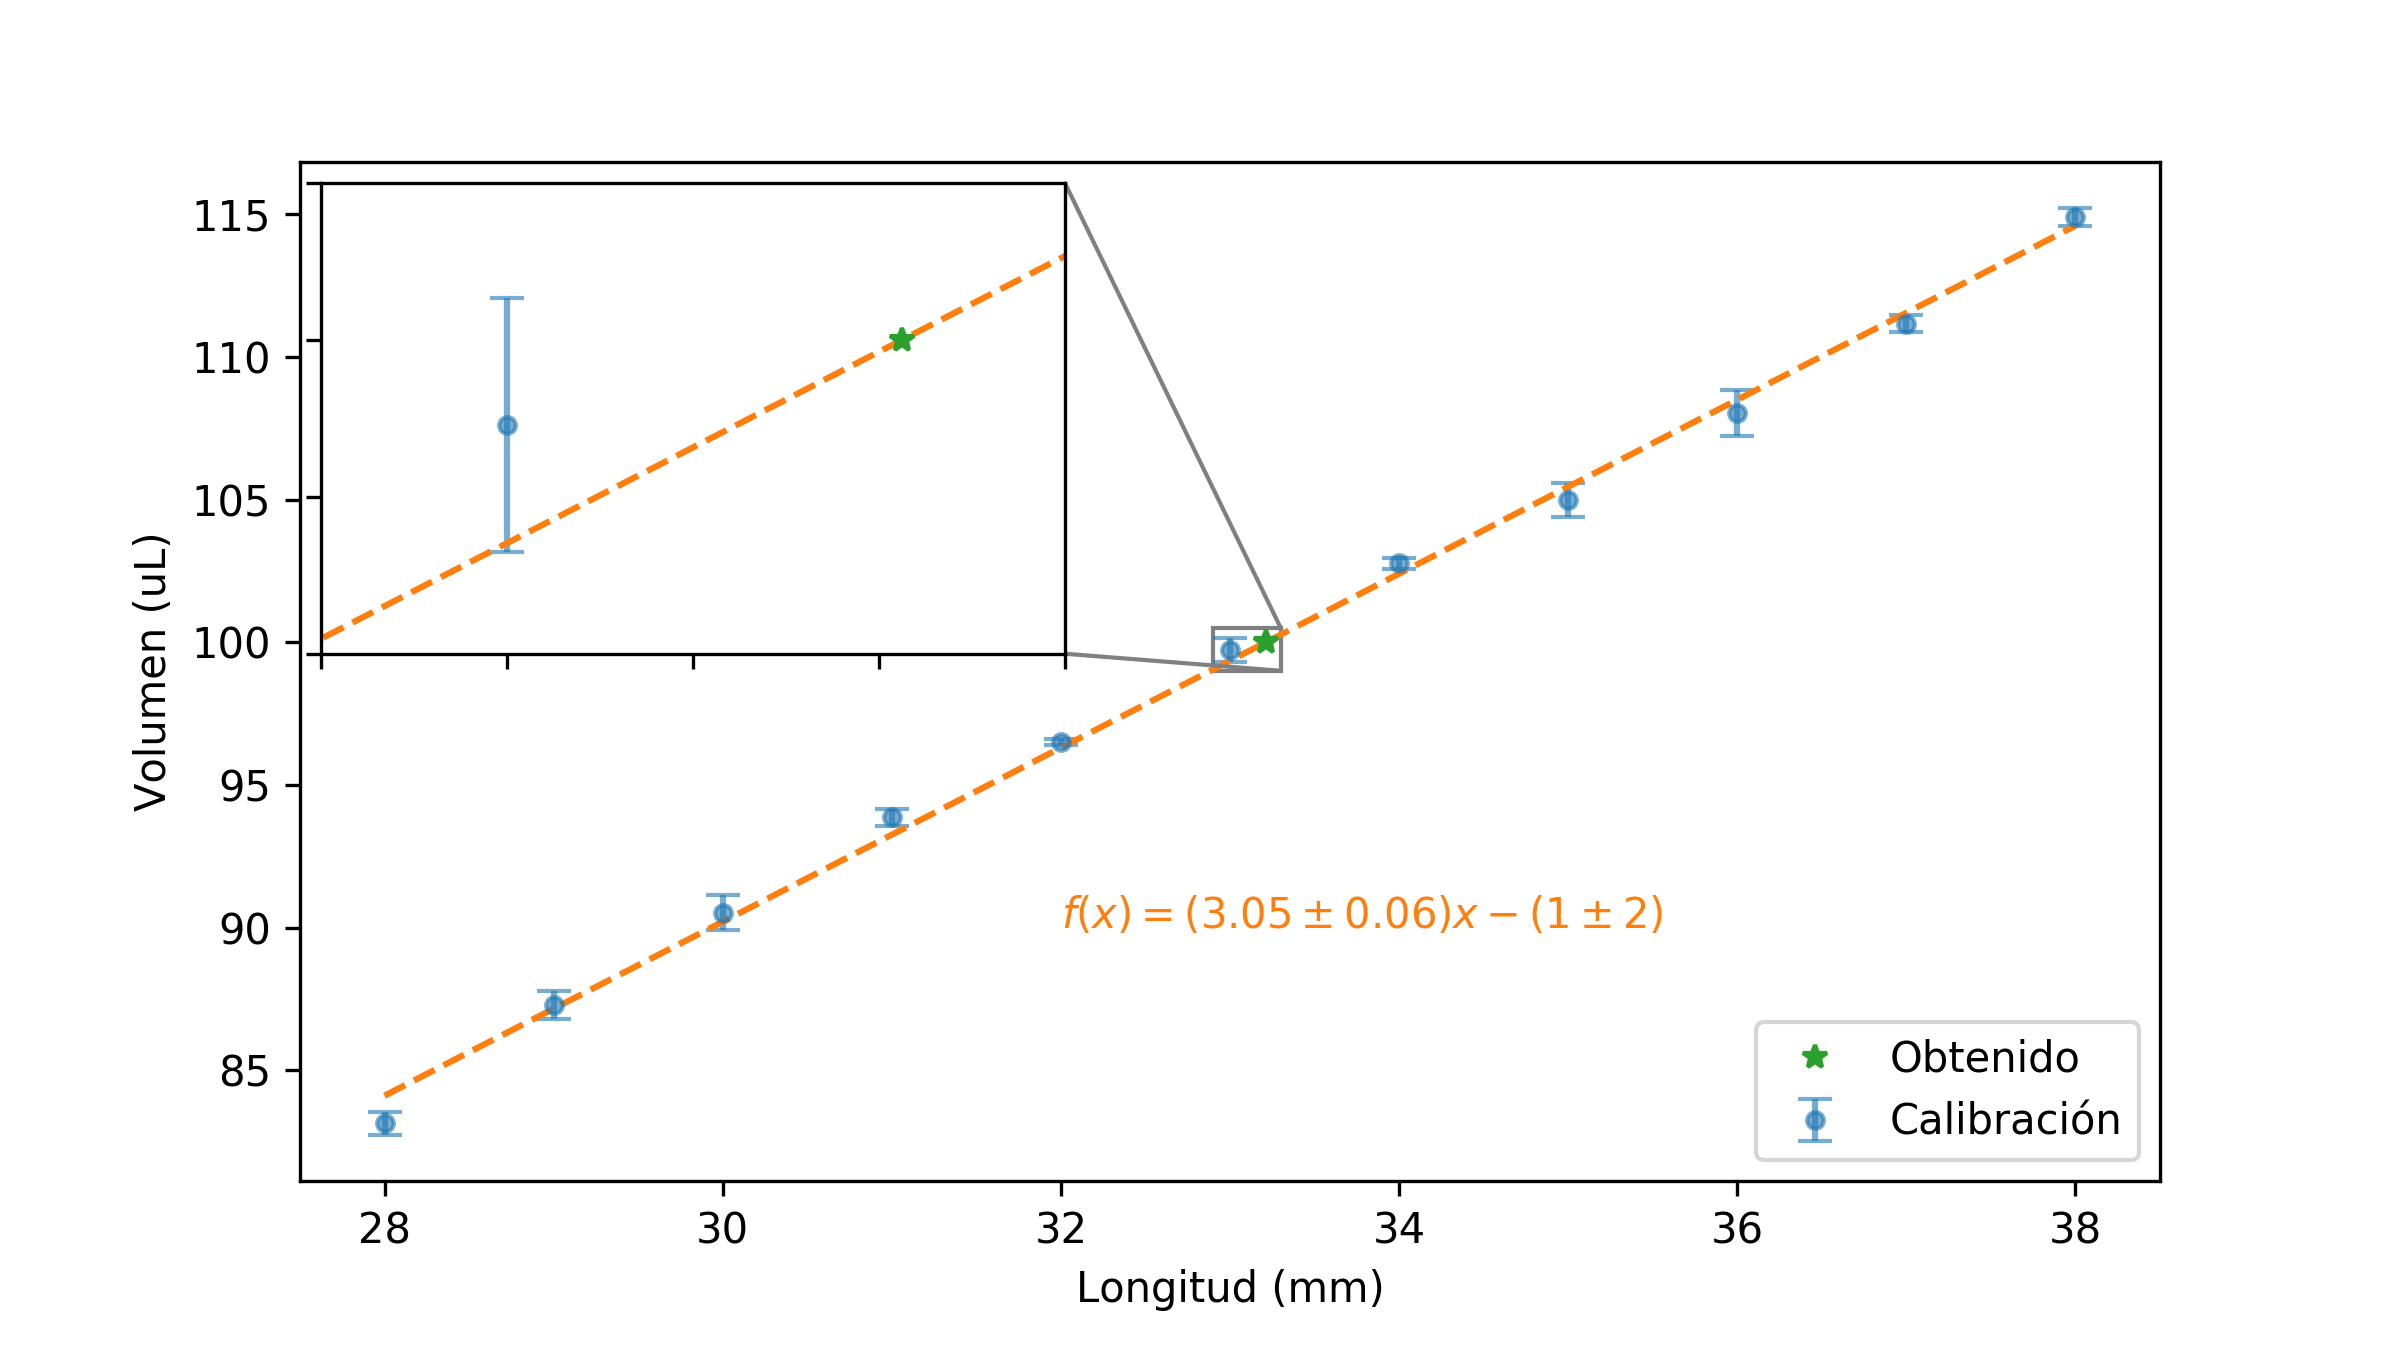 115
110
105
100
95
90
85
Volumen (uL)
f(x) = (3.05 ± 0.06)x − (1 ± 2)
Obtenido
Calibración
28 30 32 34 36 38
Longitud (mm)